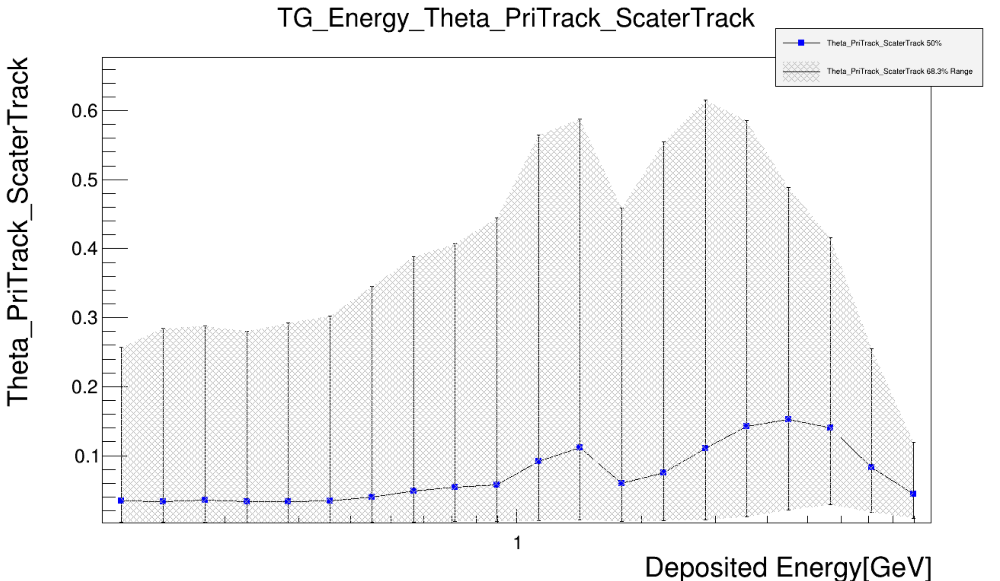 TG_Energy_Theta_PriTrack_ScaterTrack
Theta_PriTrack_ScaterTrack 50%
Theta_PriTrack_ScaterTrack 68.3% Range
Theta_PriTrack_ScaterTrack
0.6
0.5
0.4
0.3
0.2
0.1
1
Deposited Energy[GeV]